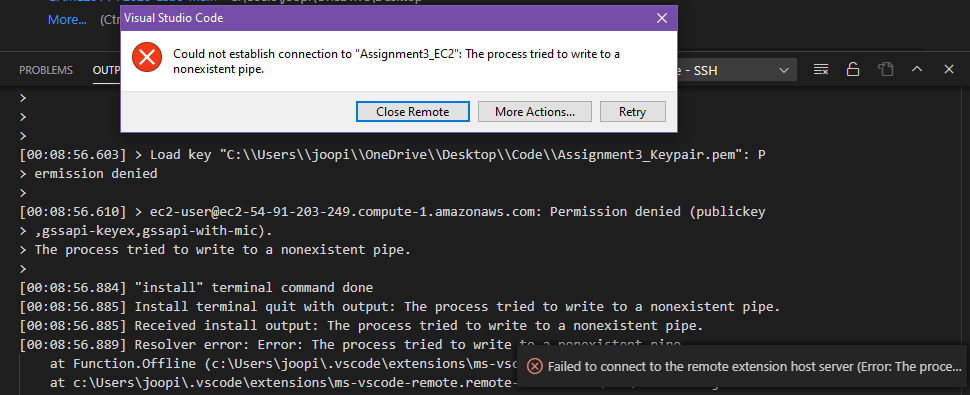 More... (Ctr
Visual Studio Code
Could not establish connection to "Assignment3_EC2": The process tried to write to a
nonexistent pipe.
Close Remote More Actions... Retry
PROBLEMS OUTP e - SSH
>
>
>
[00:08:56.603] > Load key "C:\\Users\\joopi\\OneDrive\\Desktop\\Code\\Assignment3_Keypair.pem": P
> ermission denied
>
[00:08:56.610] > ec2-user@ec2-54-91-203-249.compute-1.amazonaws.com: Permission denied (publickey
> ,gssapi-keyex,gssapi-with-mic).
> The process tried to write to a nonexistent pipe.
>
[00:08:56.884] "install" terminal command done
[00:08:56.885] Install terminal quit with output: The process tried to write to a nonexistent pipe.
[00:08:56.885] Received install output: The process tried to write to a nonexistent pipe.
[00:08:56.889] Resolver error: Error: The process tried to write to a nonexistent pipe
at Function.Offline (c:\Users\joopi\.vscode\extensions\ms-vsc
at c:\Users\joopi\.vscode\extensions\ms-vscode-remote.remote-
Failed to connect to the remote extension host server (Error: The proce...